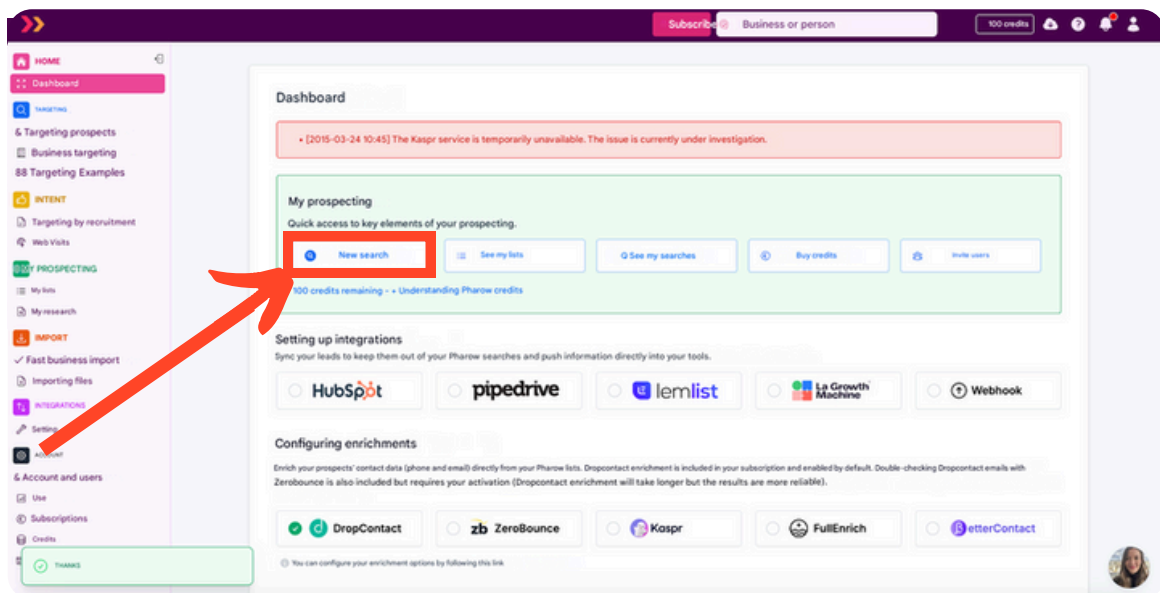 Subscribe
Business or person
100 credits
HOME
Dashboard
TARGETING
& Targeting prospects
Business targeting
88 Targeting Examples
INTENT
Targeting by recruitment
Web Visits
MY PROSPECTING
My lists
My research
IMPORT
✓ Fast business import
Importing files
INTEGRATIONS
Setting
ACCOUNT
& Account and users
Use
Subscriptions
Credits
THANKS
Dashboard
• [2015-03-24 10:45] The Kaspr service is temporarily unavailable. The issue is currently under investigation.
My prospecting
Quick access to key elements of your prospecting.
New search
See my lists
Q See my searches
Buy credits
Invite users
100 credits remaining - + Understanding Pharow credits
Setting up integrations
Sync your leads to keep them out of your Pharow searches and push information directly into your tools.
HubSpot
pipedrive
lemlist
La Growth Machine
Webhook
Configuring enrichments
Enrich your prospects' contact data (phone and email) directly from your Pharow lists. Dropcontact enrichment is included in your subscription and enabled by default. Double-checking Dropcontact emails with
Zerobounce is also included but requires your activation (Dropcontact enrichment will take longer but the results are more reliable).
DropContact
zb ZeroBounce
Kaspr
FullEnrich
BetterContact
You can configure your enrichment options by following this link